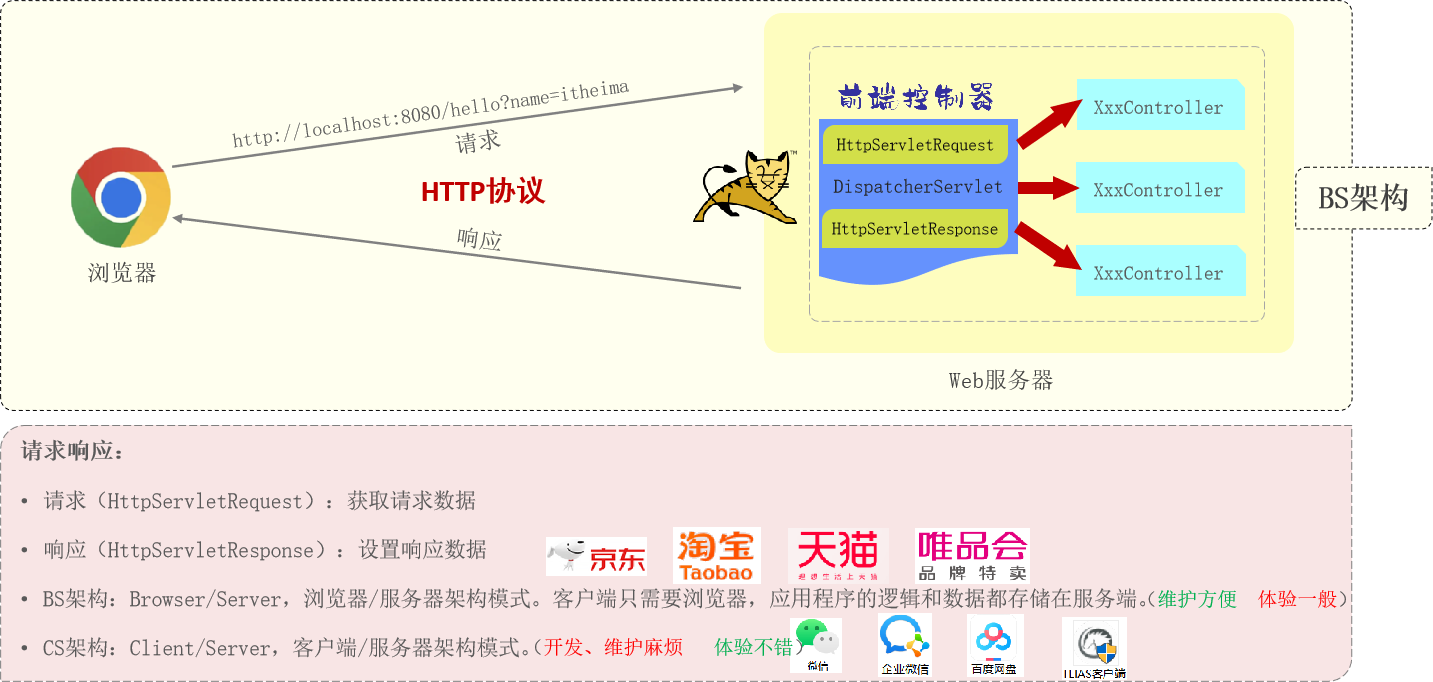 http://localhost:8080/hello?name=itheima
请求
HTTP协议
响应
浏览器
前端控制器
HttpServletRequest
DispatcherServlet
HttpServletResponse
XxxController
XxxController
XxxController
TM
BS架构
Web服务器
请求响应：
• 请求（HttpServletRequest）：获取请求数据
• 响应（HttpServletResponse）：设置响应数据
京东
淘宝
Taobao
天猫
理想生活上天猫
唯品会
品牌特卖
• BS架构：Browser/Server，浏览器/服务器架构模式。客户端只需要浏览器，应用程序的逻辑和数据都存储在服务端。（维护方便 体验一般）
• CS架构：Client/Server，客户端/服务器架构模式。（开发、维护麻烦 体验不错）
微信
企业微信
百度网盘
ILIAS客户端